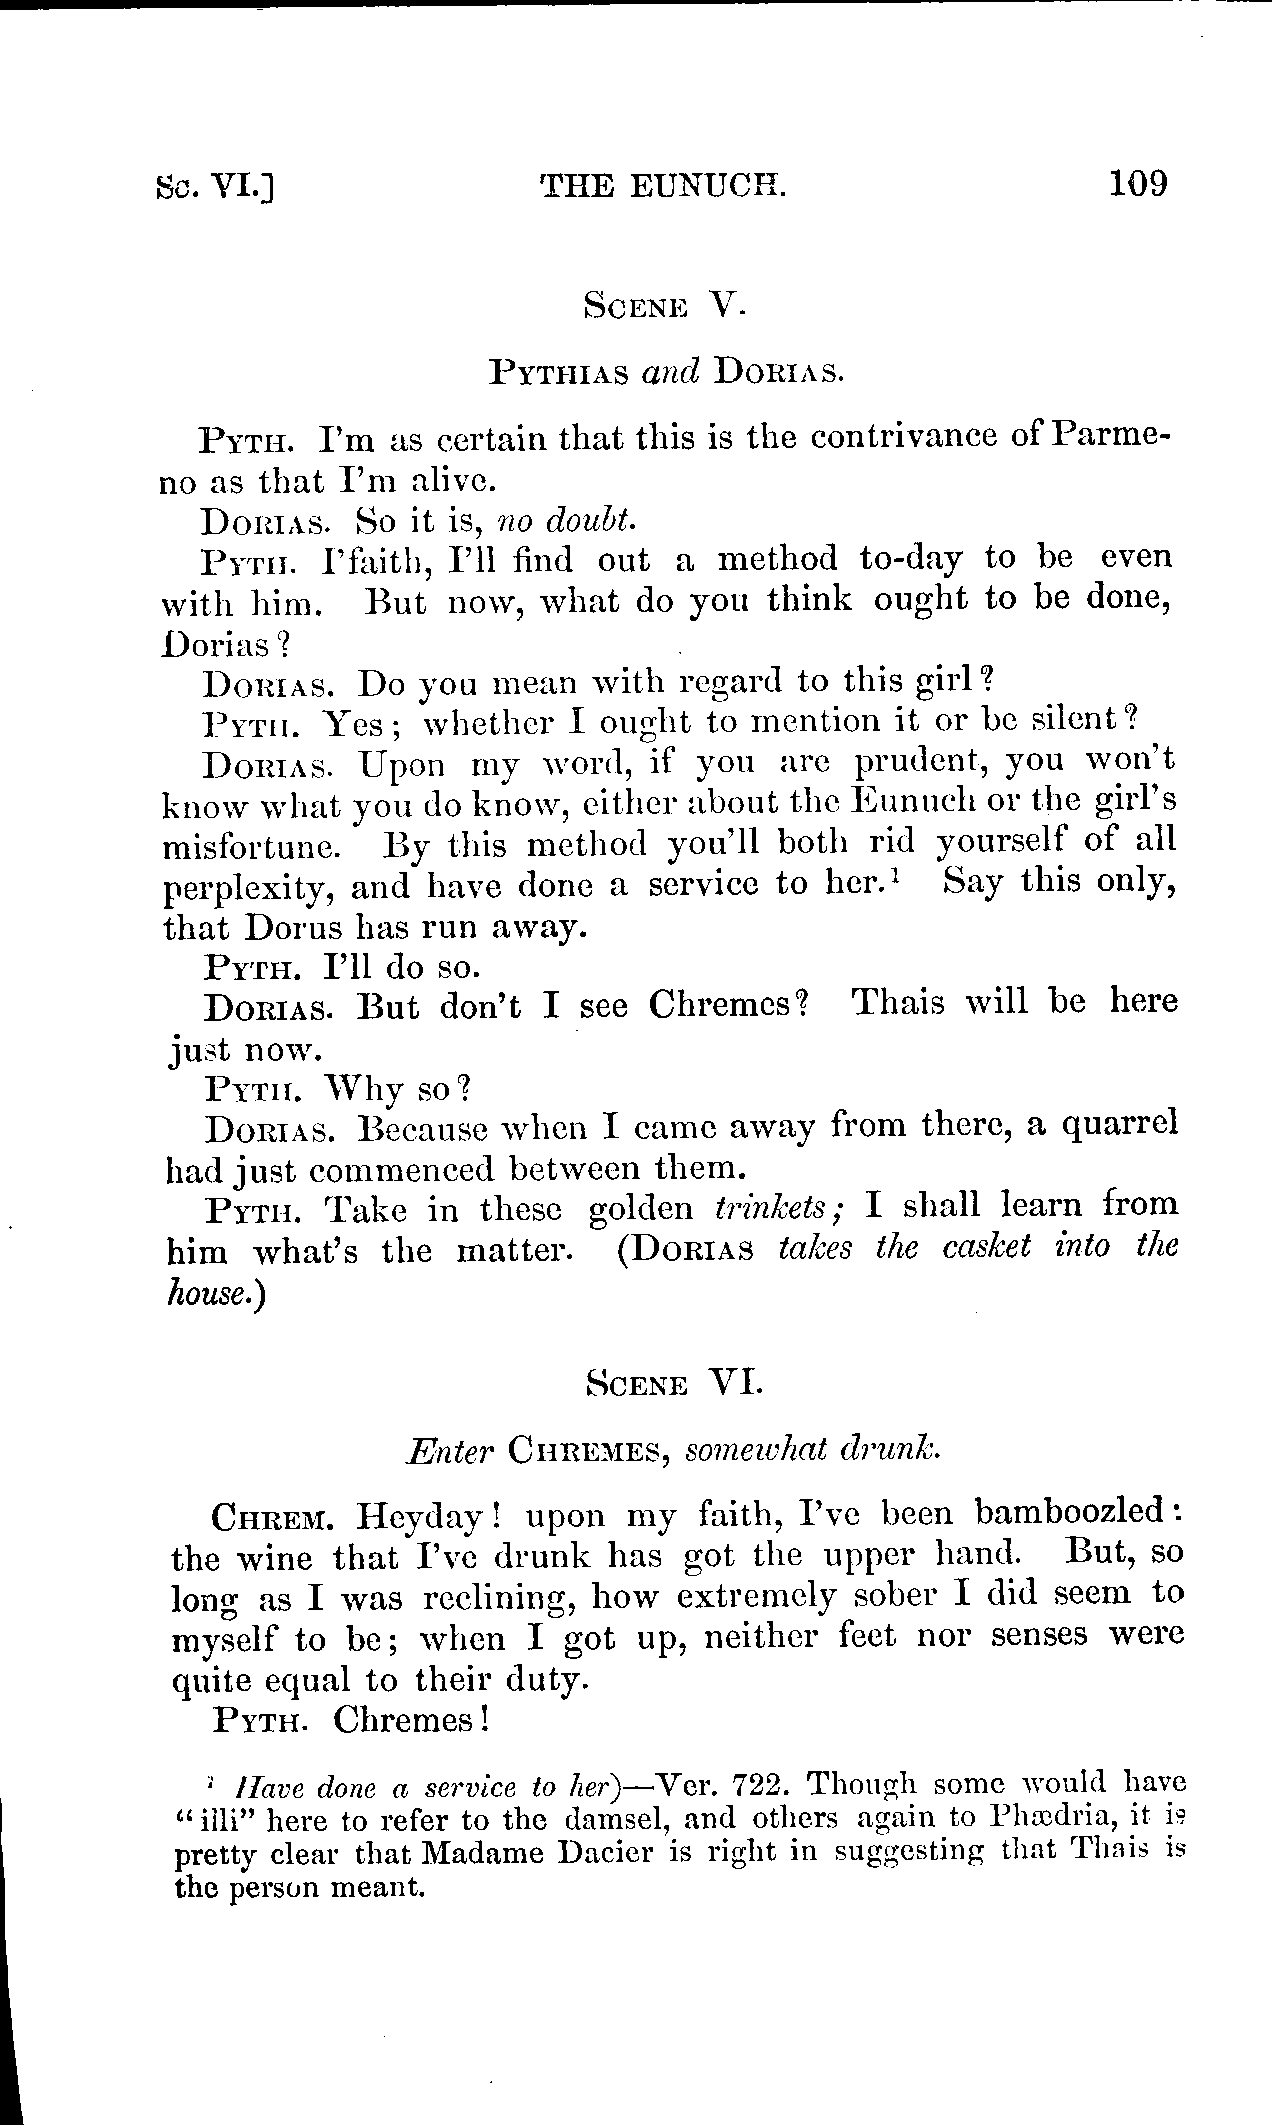 Sc. VI.] THE EUNUCH. 109
Scene V.
Pythias and Dorias.
Pyth. I'm as certain that this is the contrivance of Parme-
no as that I'm alive.
Dorias. So it is, no doubt.
Pyth. I'faith, I'll find out a method to-day to be even
with him. But now, what do you think ought to be done,
Dorias?
Dorias. Do you mean with regard to this girl?
Pyth. Yes; whether I ought to mention it or be silent?
Dorias. Upon my word, if you are prudent, you won't
know what you do know, either about the Eunuch or the girl's
misfortune. By this method you'll both rid yourself of all
perplexity, and have done a service to her.¹ Say this only,
that Dorus has run away.
Pyth. I'll do so.
Dorias. But don't I see Chremes? Thais will be here
just now.
Pyth. Why so?
Dorias. Because when I came away from there, a quarrel
had just commenced between them.
Pyth. Take in these golden trinkets; I shall learn from
him what's the matter. (Dorias takes the casket into the
house.)
Scene VI.
Enter Chremes, somewhat drunk.
Chrem. Heyday! upon my faith, I've been bamboozled:
the wine that I've drunk has got the upper hand. But, so
long as I was reclining, how extremely sober I did seem to
myself to be; when I got up, neither feet nor senses were
quite equal to their duty.
Pyth. Chremes!
¹ Have done a service to her)—Ver. 722. Though some would have
"illi" here to refer to the damsel, and others again to Phædria, it is
pretty clear that Madame Dacier is right in suggesting that Thais is
the person meant.